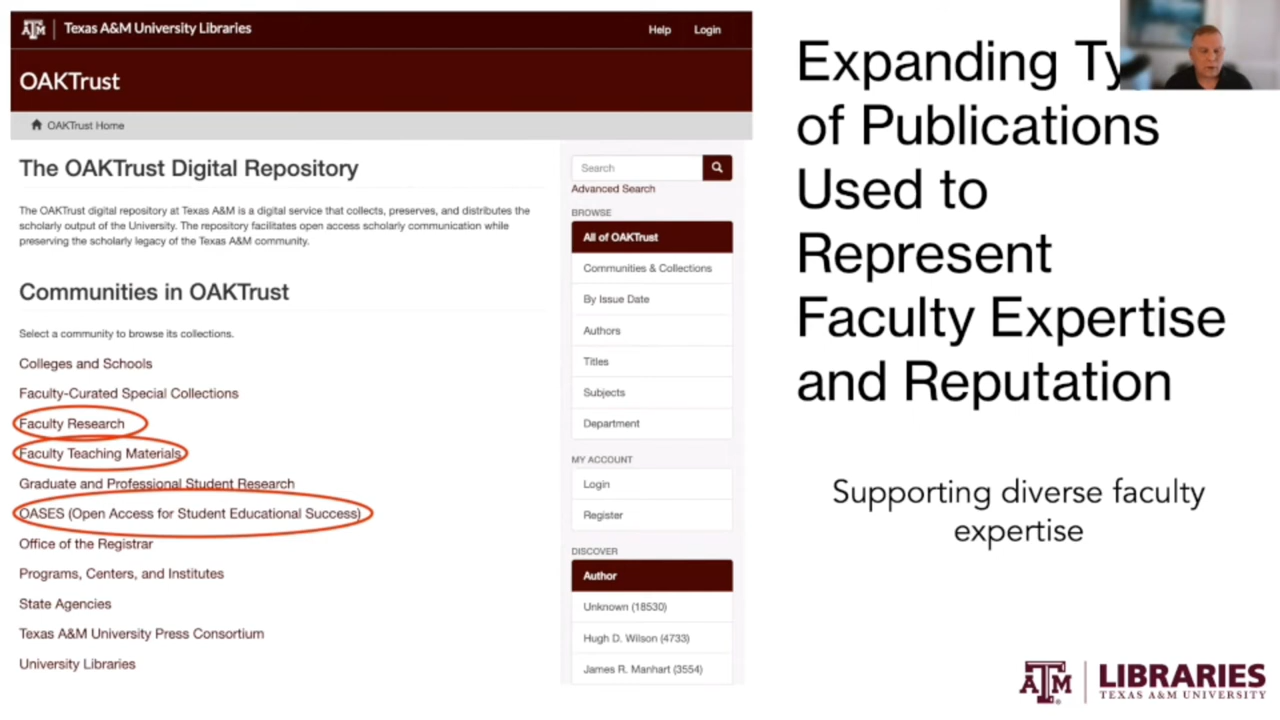 Texas A&M University Libraries
Help
Login
OAKTrust
OAKTrust Home
The OAKTrust Digital Repository
The OAKTrust digital repository at Texas A&M is a digital service that collects, preserves, and distributes the
scholarly output of the University. The repository facilitates open access scholarly communication while
preserving the scholarly legacy of the Texas A&M community.
Communities in OAKTrust
Select a community to browse its collections.
Colleges and Schools
Faculty-Curated Special Collections
Faculty Research
Faculty Teaching Materials
Graduate and Professional Student Research
OASES (Open Access for Student Educational Success)
Office of the Registrar
Programs, Centers, and Institutes
State Agencies
Texas A&M University Press Consortium
University Libraries
Search
Advanced Search
BROWSE
All of OAKTrust
Communities & Collections
By Issue Date
Authors
Titles
Subjects
Department
MY ACCOUNT
Login
Register
DISCOVER
Author
Unknown (18530)
Hugh D. Wilson (4733)
James R. Manhart (3554)
Expanding
of Publications
Used to
Represent
Faculty Expertise
and Reputation
Supporting diverse faculty
expertise
ATM
LIBRARIES
TEXAS A&M UNIVERSITY